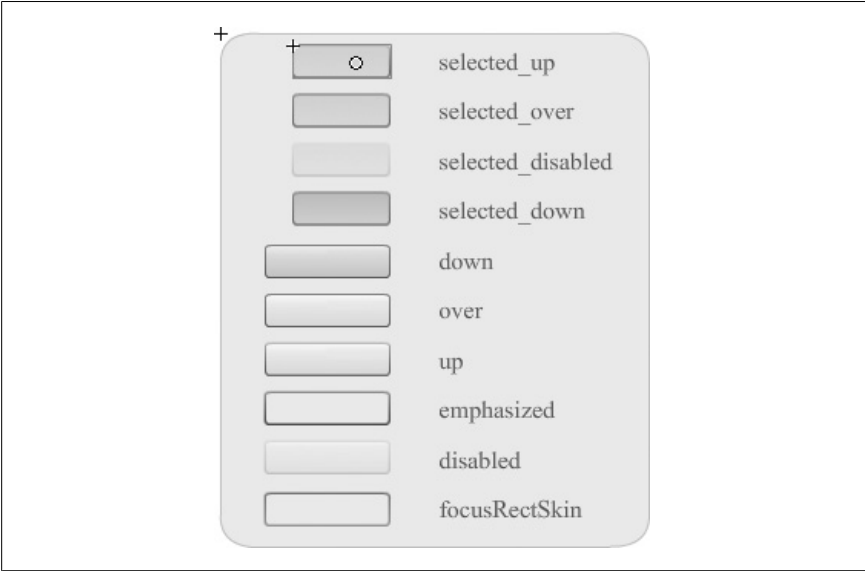 selected_up
selected_over
selected_disabled
selected_down
down
over
up
emphasized
disabled
focusRectSkin